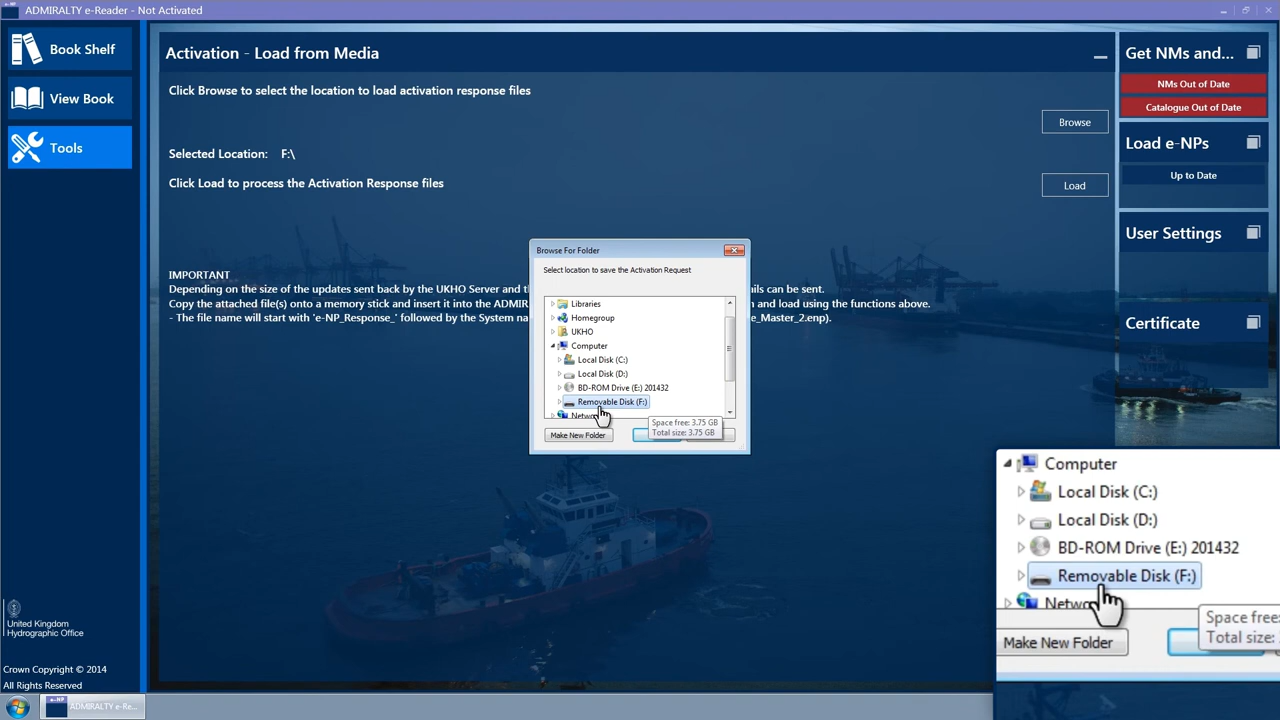 ADMIRALTY e-Reader - Not Activated
Book Shelf
View Book
Tools
Activation - Load from Media
Click Browse to select the location to load activation response files
Browse
Selected Location: F:\
Click Load to process the Activation Response files
Load
IMPORTANT
Depending on the size of the updates sent back by the UKHO Server and th
ils can be sent.
Copy the attached file(s) onto a memory stick and insert it into the ADMIR
n and load using the functions above.
- The file name will start with 'e-NP_Response_' followed by the System na
e_Master_2.enp).
Browse For Folder
Select location to save the Activation Request
Libraries
Homegroup
UKHO
Computer
Local Disk (C:)
Local Disk (D:)
BD-ROM Drive (E:) 201432
Removable Disk (F:)
Netw
Space free: 3.75 GB
Total size: 3.75 GB
Make New Folder
Get NMs and...
NMs Out of Date
Catalogue Out of Date
Load e-NPs
Up to Date
User Settings
Certificate
Computer
Local Disk (C:)
Local Disk (D:)
BD-ROM Drive (E:) 201432
Removable Disk (F:)
Netwo
Space free:
Total size:
Make New Folder
United Kingdom
Hydrographic Office
Crown Copyright © 2014
All Rights Reserved
ADMIRALTY e-Re...